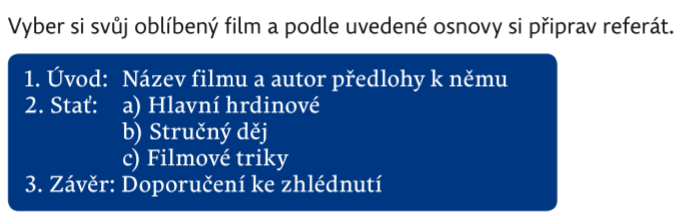 Vyber si svůj oblíbený film a podle uvedené osnovy si připrav referát.
1. Úvod: Název filmu a autor předlohy k němu
2. Stať: a) Hlavní hrdinové
b) Stručný děj
c) Filmové triky
3. Závěr: Doporučení ke zhlédnutí